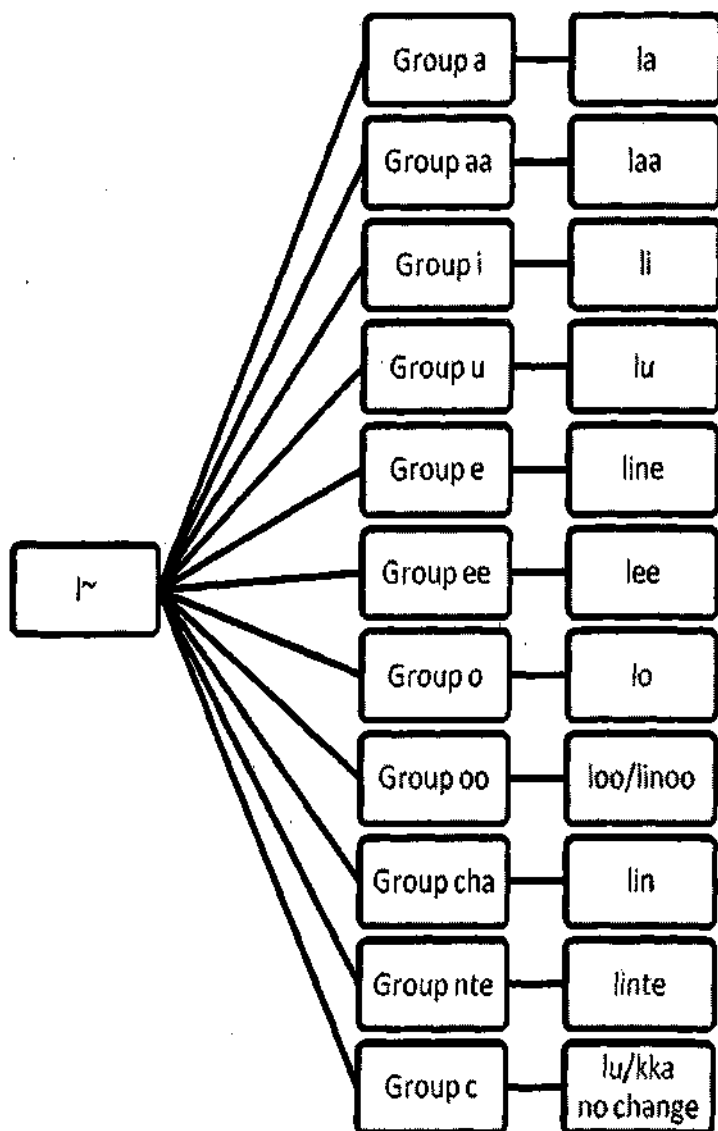 Group a la
Group aa laa
Group i li
Group u lu
Group e line
Group ee lee
l~
Group o lo
Group oo loo/linoo
Group cha lin
Group nte linte
Group c lu/kka
no change